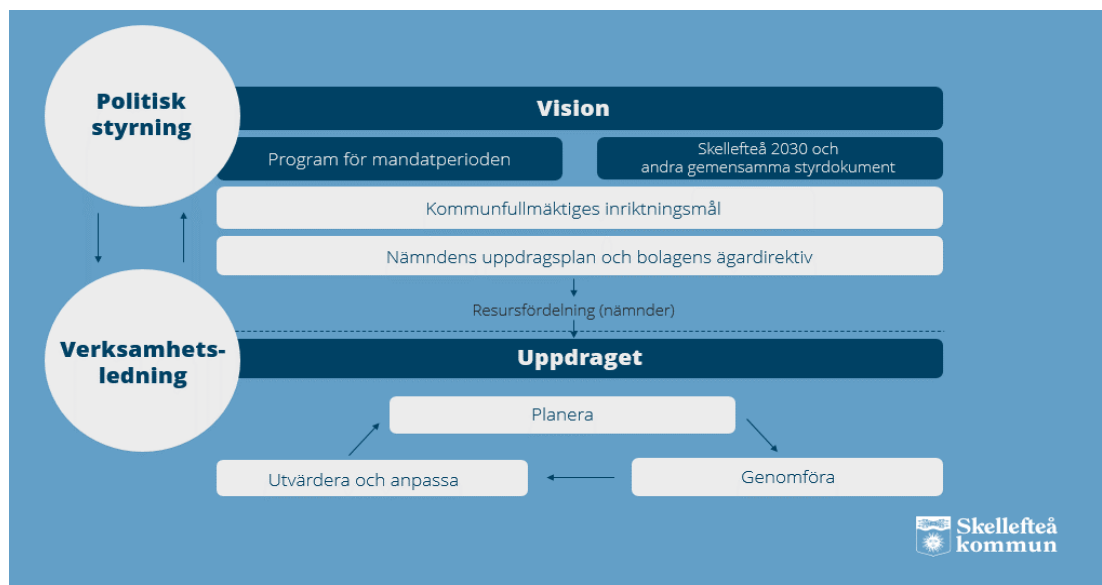 Politisk
styrning
Vision
Program för mandatperioden
Skellefteå 2030 och
andra gemensamma styrdokument
Kommunfullmäktiges inriktningsmål
Nämndens uppdragsplan och bolagens ägardirektiv
Resursfördelning (nämnder)
Verksamhets-
ledning
Uppdraget
Planera
Utvärdera och anpassa
Genomföra
Skellefteå
kommun